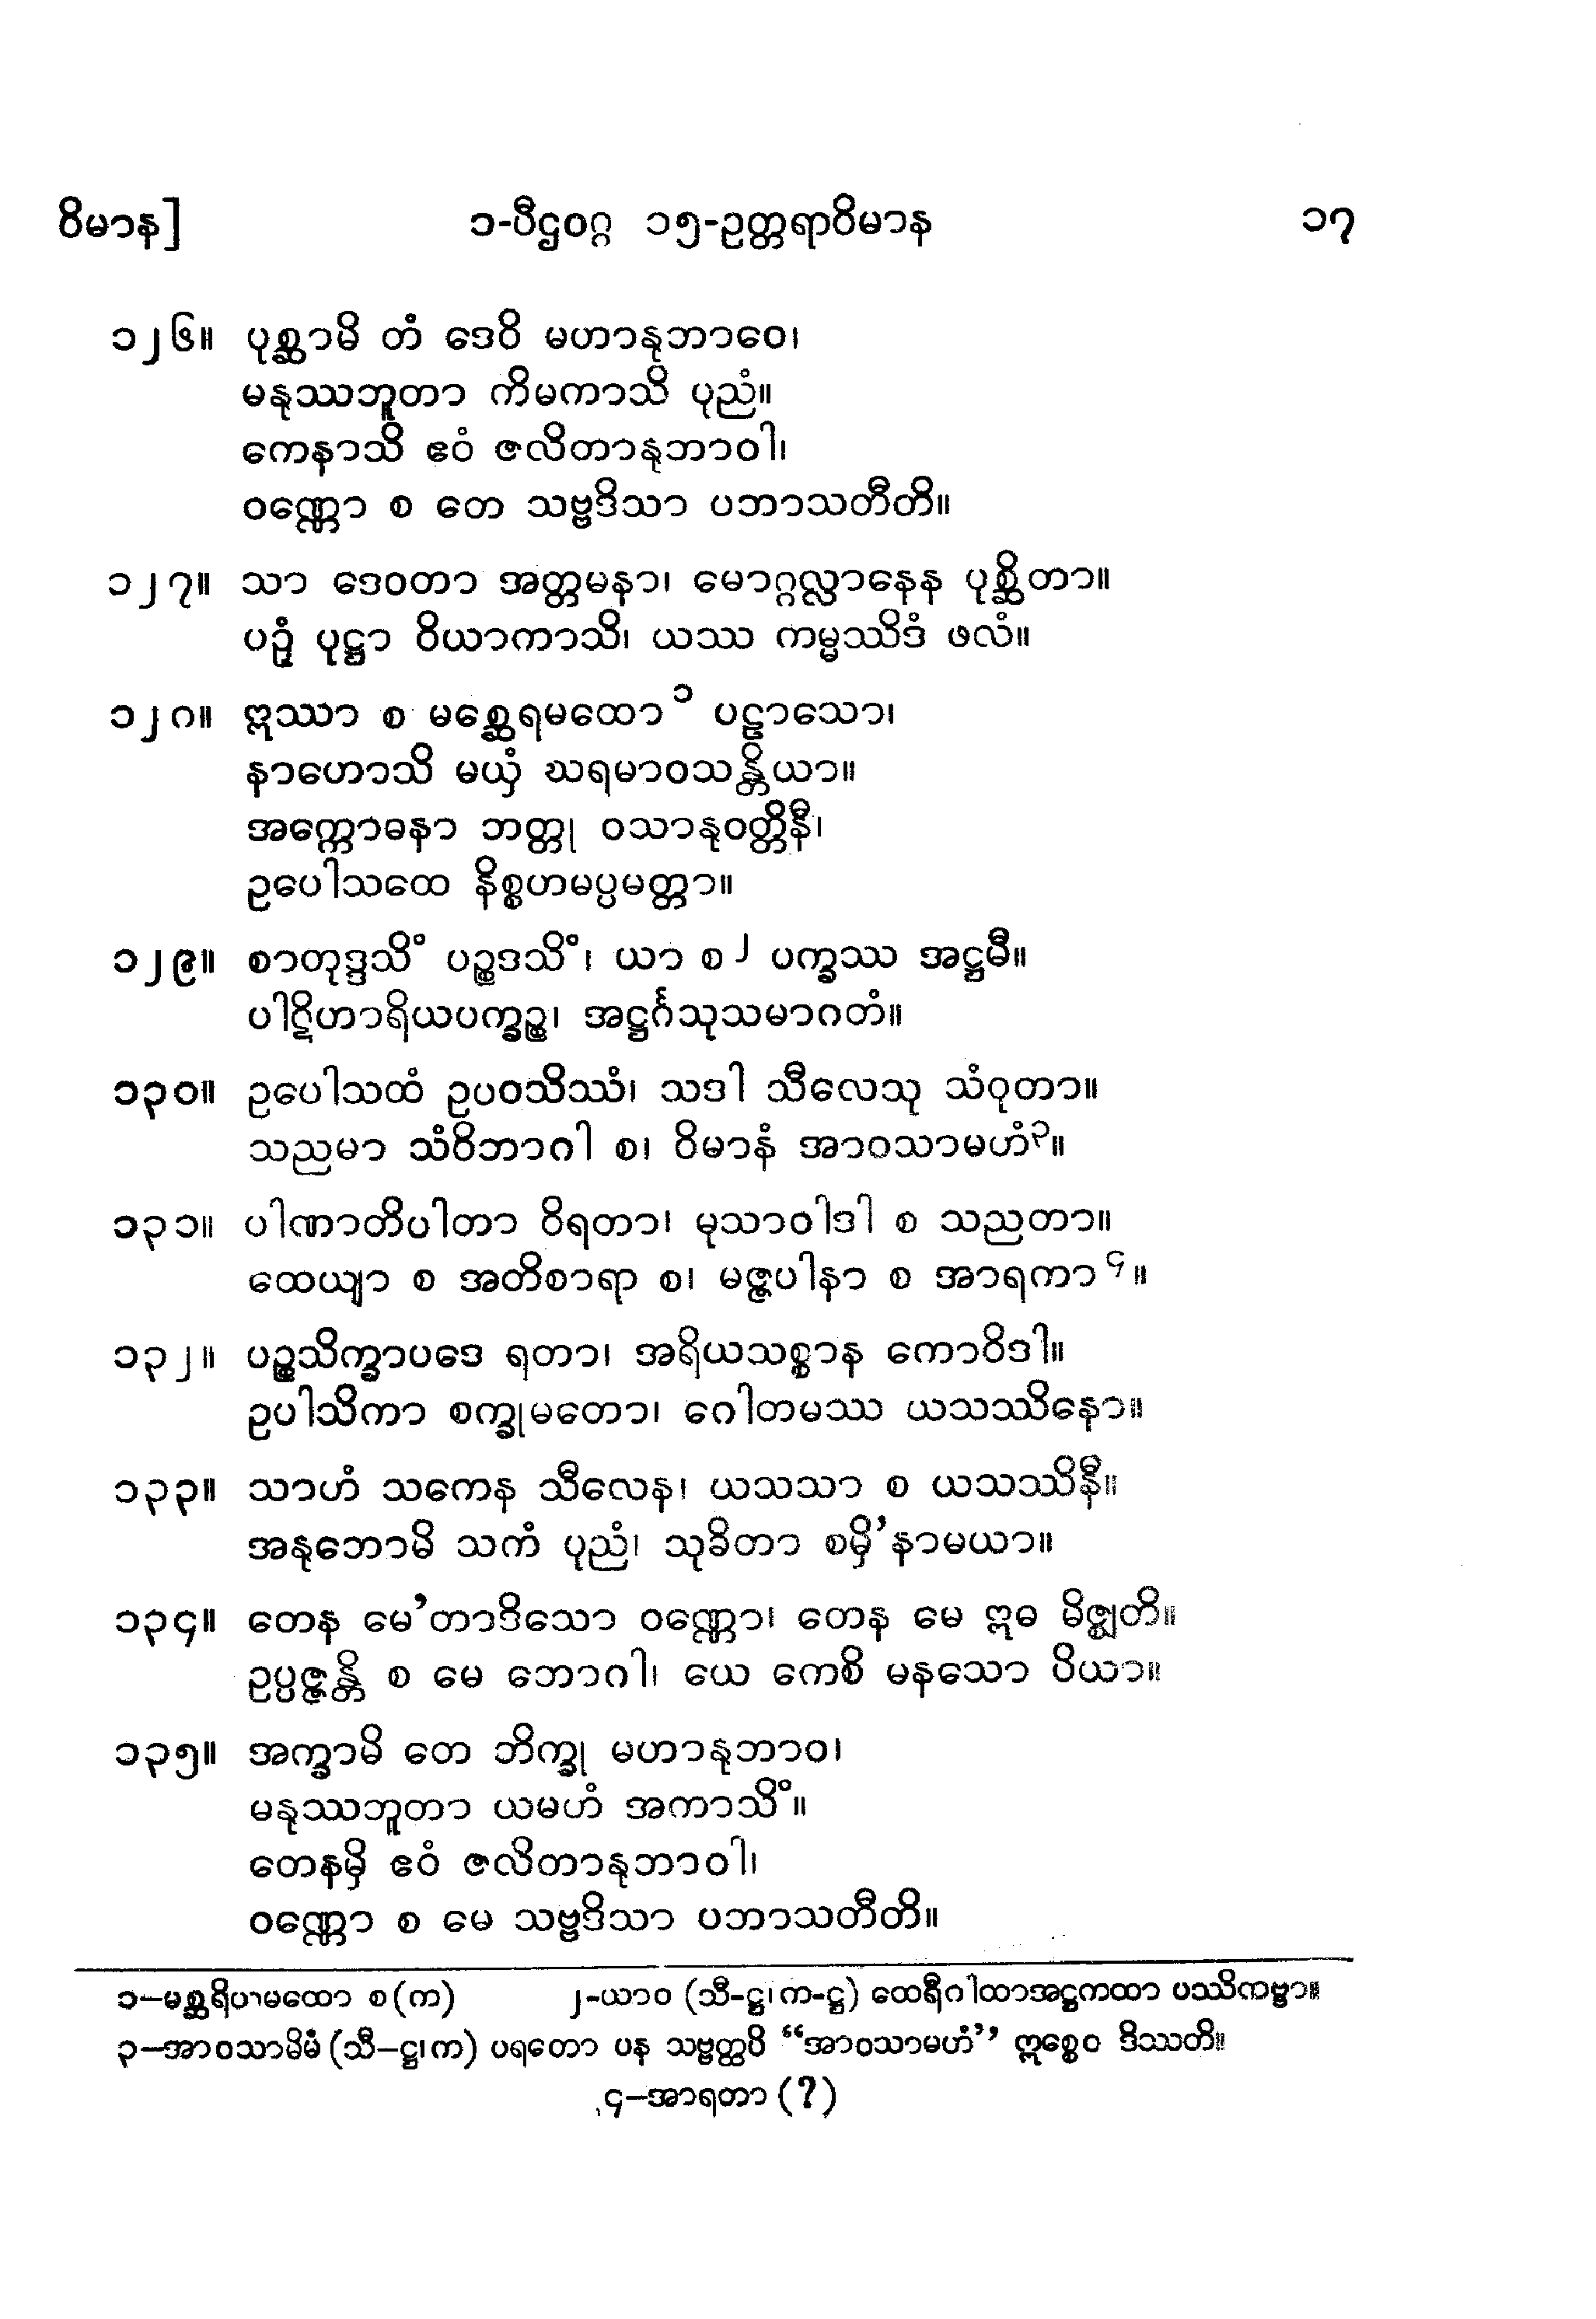 ဝိမာန]	၁-ပီဌဝဂ္ဂ ၁၅-ဥတ္တရာဝိမာန	၁၇
၁၂၆။ ပုစ္ဆာမိ တံ ဒေဝိ မဟာနုဘာဝေ၊
မနုဿဘူတာ ကိမကာသိ ပုညံ။
ကေနာသိ ဧဝံ ဇလိတာနုဘာဝါ၊
ဝဏ္ဏော စ တေ သဗ္ဗဒိသာ ပဘာသတီတိ။
၁၂၇။ သာ ဒေဝတာ အတ္တမနာ၊ မောဂ္ဂလ္လာနေန ပုစ္ဆိတာ။
ပဉှံ ပုဋ္ဌာ ဝိယာကာသိ၊ ယဿ ကမ္မဿိဒံ ဖလံ။
၁၂၈။ ဣဿာ စ မစ္ဆေရမထော ၁ ပဠာသော၊
နာဟောသိ မယှံ ဃရမာဝသန္တိယာ။
အက္ကောဓနာ ဘတ္တု ဝသာနုဝတ္တိနီ၊
ဥပေါသထေ နိစ္စဟမပ္ပမတ္တာ။
၁၂၉။ စာတုဒ္ဒသိံ ပဉ္စဒသိံ၊ ယာ စ ၂ ပက္ခဿ အဋ္ဌမီ။
ပါဋိဟာရိယပက္ခဉ္စ၊ အဋ္ဌင်္ဂသုသမာဂတံ။
၁၃၀။ ဥပေါသထံ ဥပဝသိဿံ၊ သဒါ သီလေသု သံဝုတာ။
သညမာ သံဝိဘာဂါ စ၊ ဝိမာနံ အာဝသာမဟံ ၃။
၁၃၁။ ပါဏာတိပါတာ ဝိရတာ၊ မုသာဝါဒါ စ သညတာ။
ထေယျာ စ အတိစာရာ စ၊ မဇ္ဇပါနာ စ အာရကာ ၄။
၁၃၂။ ပဉ္စသိက္ခာပဒေ ရတာ၊ အရိယသစ္စာန ကောဝိဒါ။
ဥပါသိကာ စက္ခုမတော၊ ဂေါတမဿ ယသဿိနော။
၁၃၃။ သာဟံ သကေန သီလေန၊ ယသသာ စ ယသဿိနီ။
အနုဘောမိ သကံ ပုညံ၊ သုခိတာ စမှိ’နာမယာ။
၁၃၄။ တေန မေ’တာဒိသော ဝဏ္ဏော၊ တေန မေ ဣဓ မိဇ္ဈတိ။
ဥပ္ပဇ္ဇန္တိ စ မေ ဘောဂါ၊ ယေ ကေစိ မနသော ပိယာ။
၁၃၅။ အက္ခာမိ တေ ဘိက္ခု မဟာနုဘာဝ၊
မနုဿဘူတာ ယမဟံ အကာသိံ။
တေနမှိ ဧဝံ ဇလိတာနုဘာဝါ၊
ဝဏ္ဏော စ မေ သဗ္ဗဒိသာ ပဘာသတီတိ။
၁–မစ္ဆရိယမထော စ (က)	၂-ယာဝ (သီ-ဋ္ဌ၊ က-ဋ္ဌ) ထေရီဂါထာအဋ္ဌကထာ ပဿိတဗ္ဗာ။
၃–အာဝသာမိမံ (သီ–ဋ္ဌ၊ က) ပရတော ပန သဗ္ဗတ္ထပိ “အာဝသာမဟံ” ဣစ္စေဝ ဒိဿတိ။
၄–အာရတာ (?)